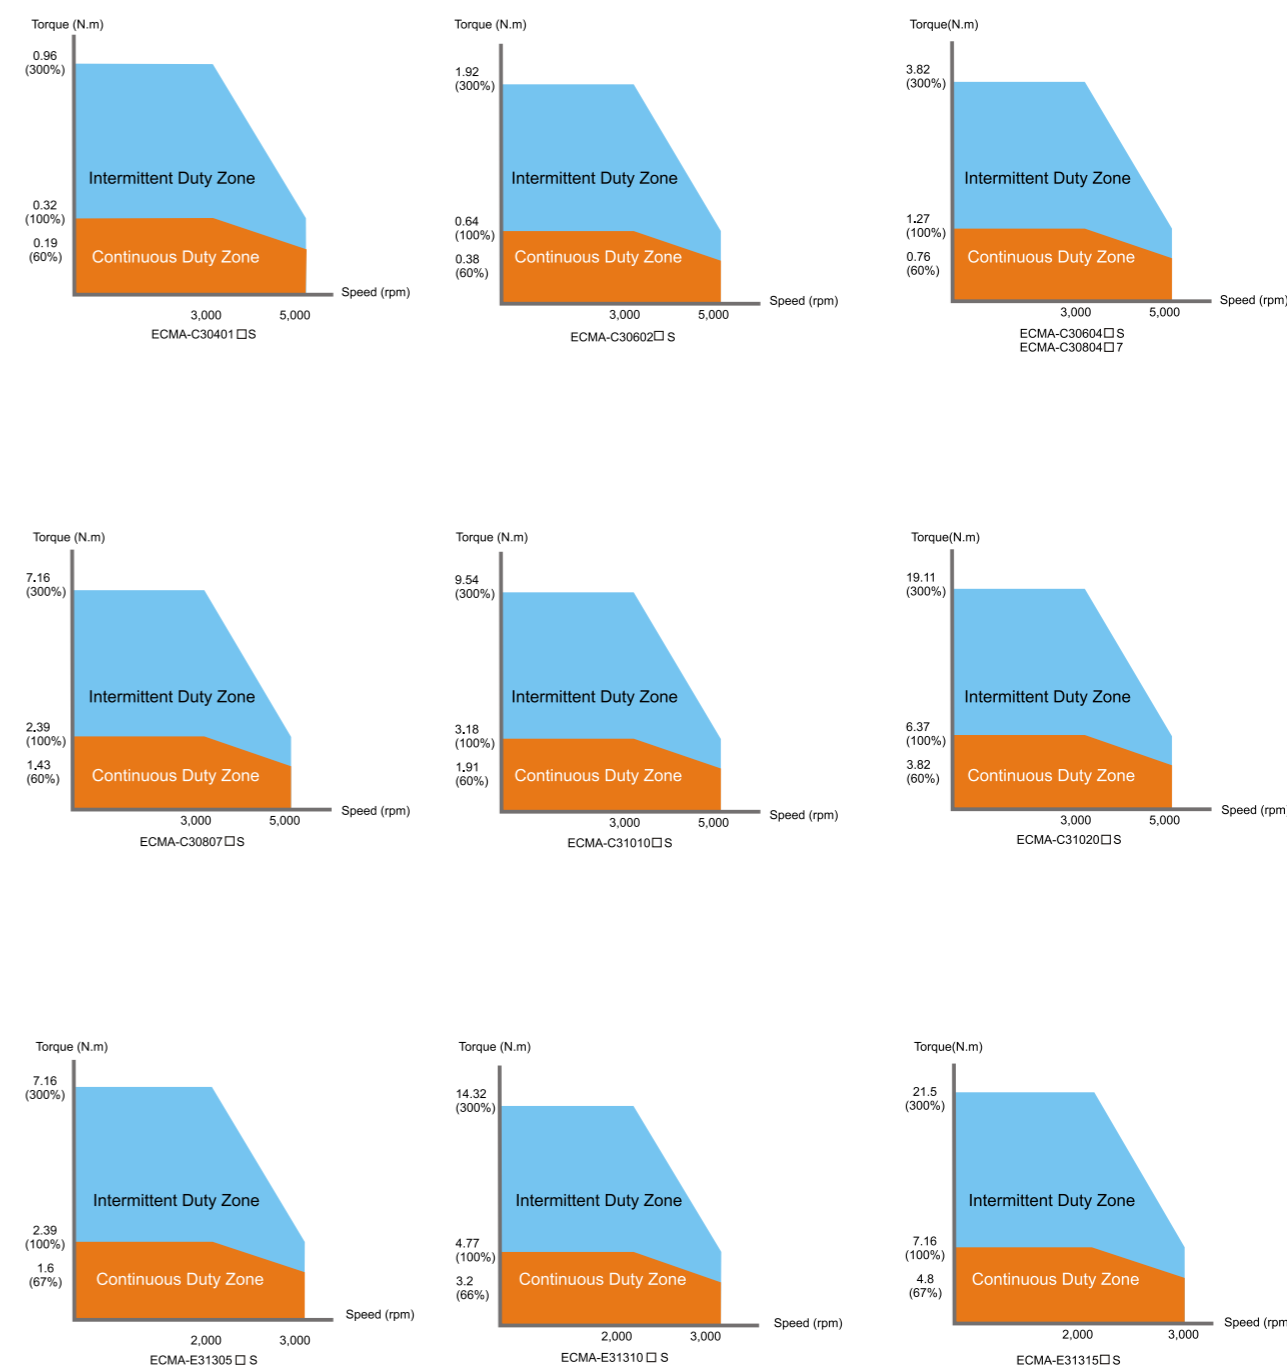 Torque (N.m)
0.96
(300%)
Intermittent Duty Zone
0.32
(100%)
0.19
(60%)
Continuous Duty Zone
Speed (rpm)
3,000 5,000
ECMA-C30401□S
Torque (N.m)
1.92
(300%)
Intermittent Duty Zone
0.64
(100%)
0.38
(60%)
Continuous Duty Zone
Speed (rpm)
3,000 5,000
ECMA-C30602□S
Torque(N.m)
3.82
(300%)
Intermittent Duty Zone
1.27
(100%)
0.76
(60%)
Continuous Duty Zone
Speed (rpm)
3,000 5,000
ECMA-C30604□S
ECMA-C30804□7
Torque (N.m)
7.16
(300%)
Intermittent Duty Zone
2.39
(100%)
1.43
(60%)
Continuous Duty Zone
Speed (rpm)
3,000 5,000
ECMA-C30807□S
Torque (N.m)
9.54
(300%)
Intermittent Duty Zone
3.18
(100%)
1.91
(60%)
Continuous Duty Zone
Speed (rpm)
3,000 5,000
ECMA-C31010□S
Torque(N.m)
19.11
(300%)
Intermittent Duty Zone
6.37
(100%)
3.82
(60%)
Continuous Duty Zone
Speed (rpm)
3,000 5,000
ECMA-C31020□S
Torque (N.m)
7.16
(300%)
Intermittent Duty Zone
2.39
(100%)
1.6
(67%)
Continuous Duty Zone
Speed (rpm)
2,000 3,000
ECMA-E31305□S
Torque (N.m)
14.32
(300%)
Intermittent Duty Zone
4.77
(100%)
3.2
(66%)
Continuous Duty Zone
Speed (rpm)
2,000 3,000
ECMA-E31310□S
Torque(N.m)
21.5
(300%)
Intermittent Duty Zone
7.16
(100%)
4.8
(67%)
Continuous Duty Zone
Speed (rpm
2,000 3,000
ECMA-E31315□S